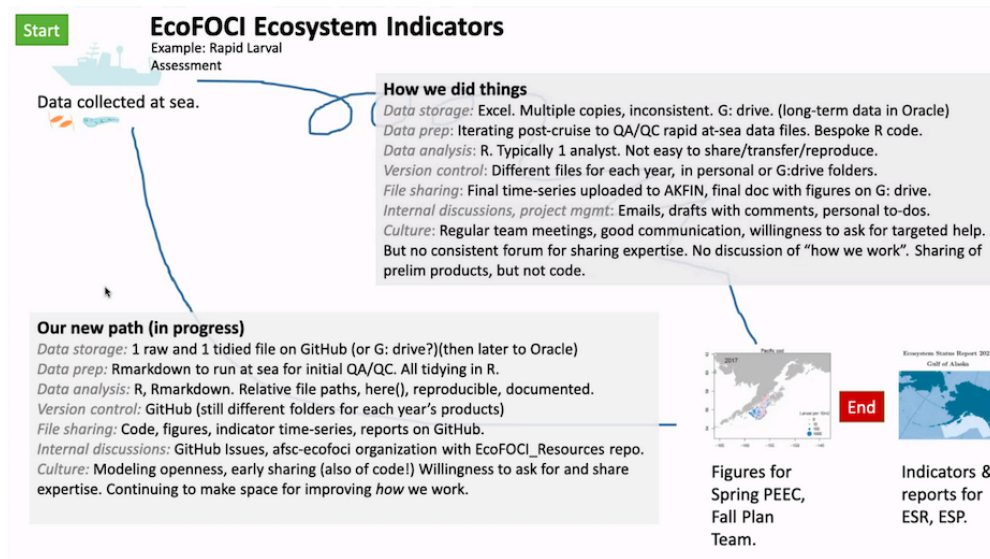 Start
EcoFOCI Ecosystem Indicators
Example: Rapid Larval
Assessment
Data collected at sea.
How we did things
Data storage: Excel. Multiple copies, inconsistent. G: drive. (long-term data in Oracle)
Data prep: Iterating post-cruise to QA/QC rapid at-sea data files. Bespoke R code.
Data analysis: R. Typically 1 analyst. Not easy to share/transfer/reproduce.
Version control: Different files for each year, in personal or G:drive folders.
File sharing: Final time-series uploaded to AKFIN, final doc with figures on G: drive.
Internal discussions, project mgmt: Emails, drafts with comments, personal to-dos.
Culture: Regular team meetings, good communication, willingness to ask for targeted help.
But no consistent forum for sharing expertise. No discussion of “how we work”. Sharing of
prelim products, but not code.
Our new path (in progress)
Data storage: 1 raw and 1 tidied file on GitHub (or G: drive?)(then later to Oracle)
Data prep: Rmarkdown to run at sea for initial QA/QC. All tidying in R.
Data analysis: R, Rmarkdown. Relative file paths, here(), reproducible, documented.
Version control: GitHub (still different folders for each year’s products)
File sharing: Code, figures, indicator time-series, reports on GitHub.
Internal discussions: GitHub Issues, afsc-ecofoci organization with EcoFOCI_Resources repo.
Culture: Modeling openness, early sharing (also of code!) Willingness to ask for and share
expertise. Continuing to make space for improving how we work.
Pacific cod
2017
End
Ecosystem Status Report 202
Gulf of Alaska
Figures for
Spring PEEC,
Fall Plan
Team.
Indicators &
reports for
ESR, ESP.